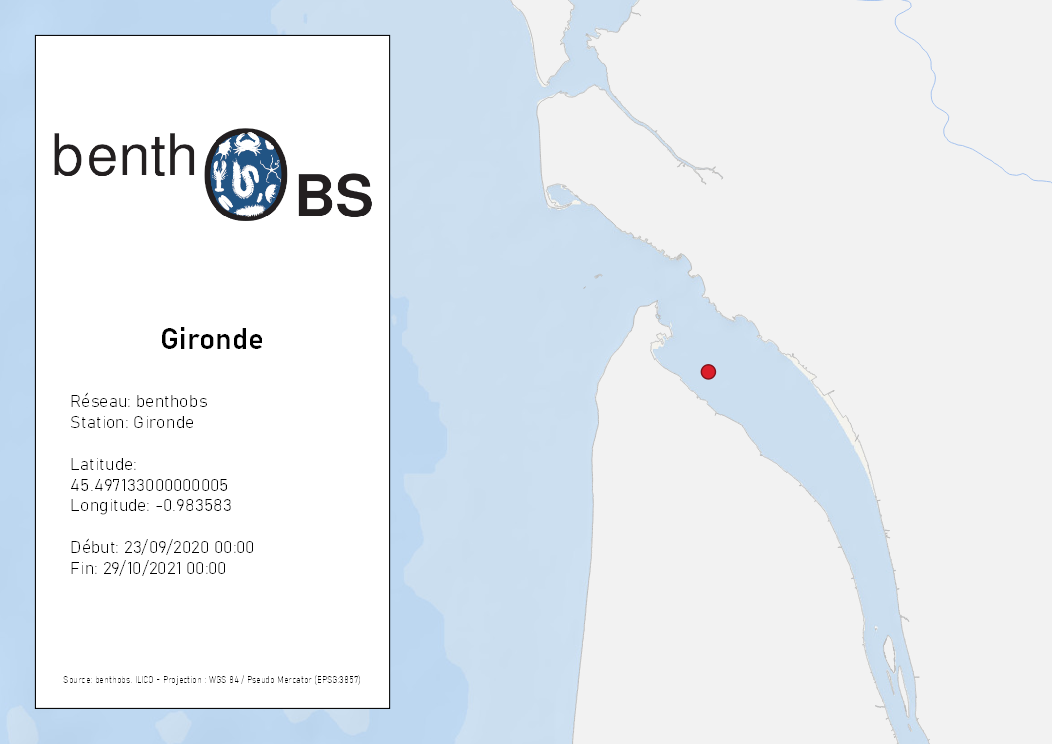 benth BS
Gironde
Réseau: benthobs
Station: Gironde
Latitude:
45.497133000000005
Longitude: -0.983583
Début: 23/09/2020 00:00
Fin: 29/10/2021 00:00
Source: benthobs, ILICO - Projection : WGS 84 / Pseudo Mercator (EPSG:3857)